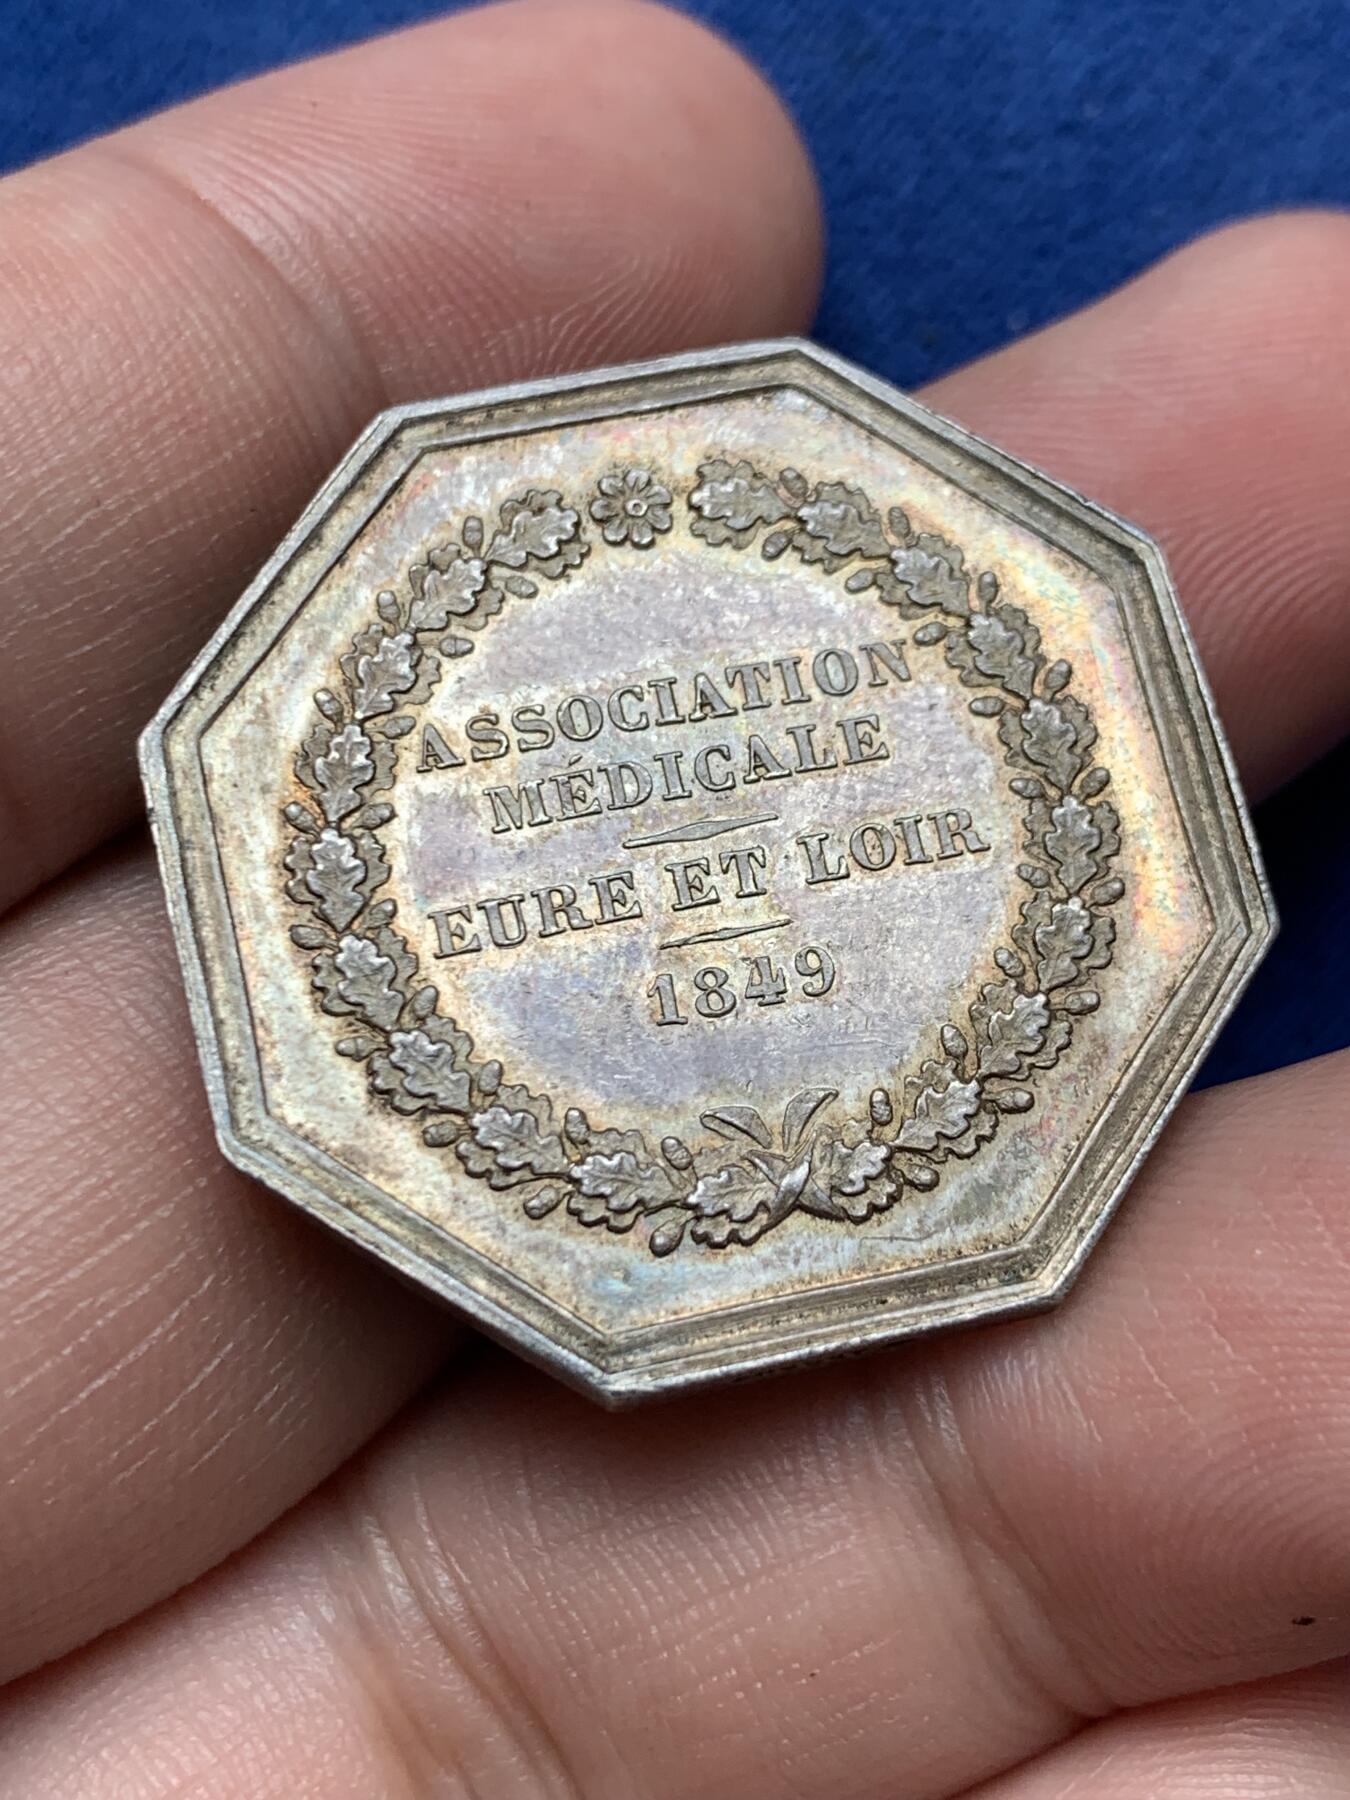 ASSOCIATION
MÉDICALE
EURE ET LOIR
1849